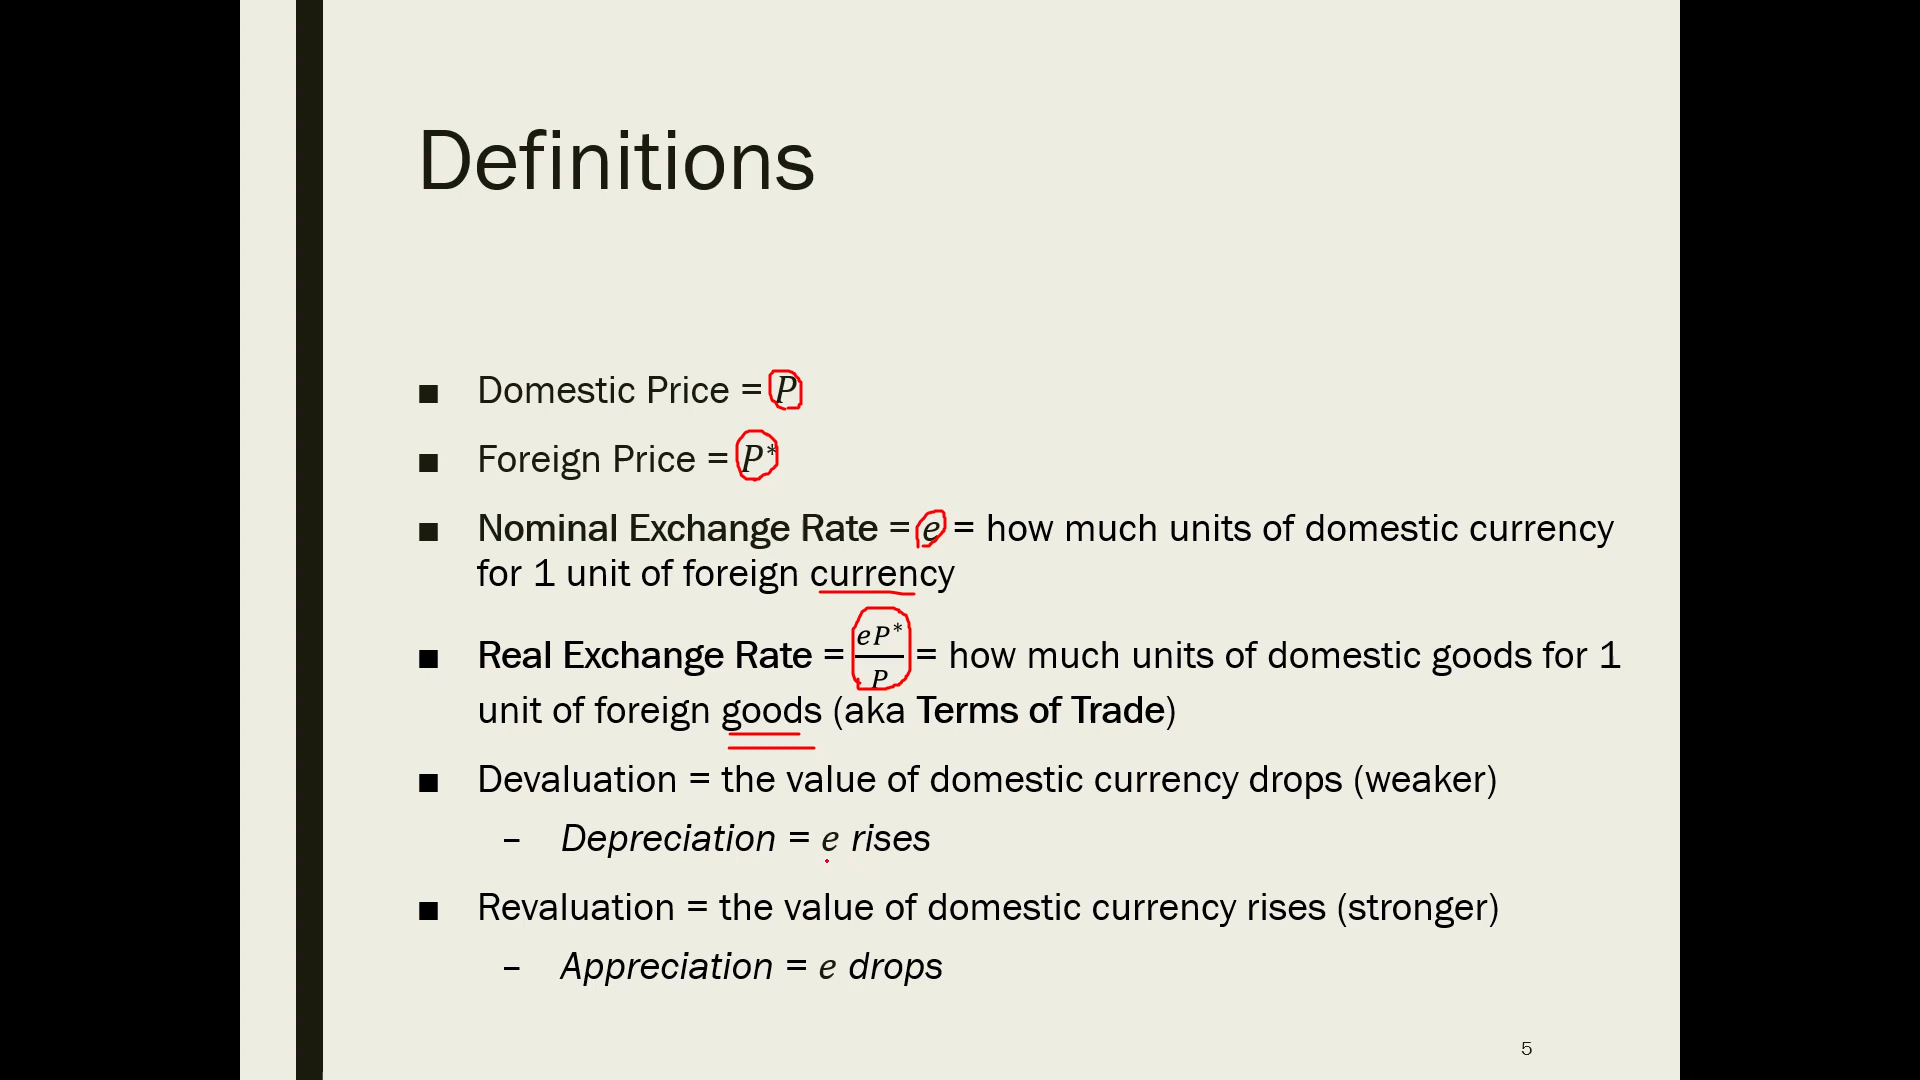 Definitions
■ Domestic Price = P
■ Foreign Price = P*
■ Nominal Exchange Rate = e = how much units of domestic currency
for 1 unit of foreign currency
■ Real Exchange Rate = eP*/P = how much units of domestic goods for 1
unit of foreign goods (aka Terms of Trade)
■ Devaluation = the value of domestic currency drops (weaker)
– Depreciation = e rises
■ Revaluation = the value of domestic currency rises (stronger)
– Appreciation = e drops
5